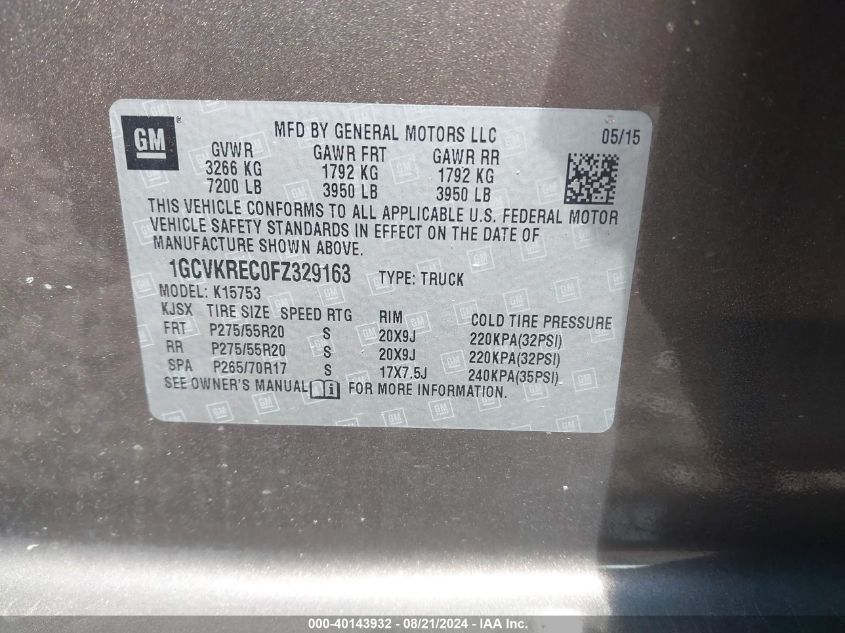 GM ® MFD BY GENERAL MOTORS LLC 05/15
GVWR GAWR FRT GAWR RR
3266 KG 1792 KG 1792 KG
7200 LB 3950 LB 3950 LB
THIS VEHICLE CONFORMS TO ALL APPLICABLE U.S. FEDERAL MOTOR
VEHICLE SAFETY STANDARDS IN EFFECT ON THE DATE OF
MANUFACTURE SHOWN ABOVE.
1GCVKREC0FZ329163 TYPE: TRUCK
MODEL: K15753
KJSX TIRE SIZE SPEED RTG RIM COLD TIRE PRESSURE
FRT P275/55R20 S 20X9J 220KPA(32PSI)
RR P275/55R20 S 20X9J 220KPA(32PSI)
SPA P265/70R17 S 17X7.5J 240KPA(35PSI)
SEE OWNER'S MANUAL i FOR MORE INFORMATION.
000-40143932 - 08/21/2024 - IAA Inc.